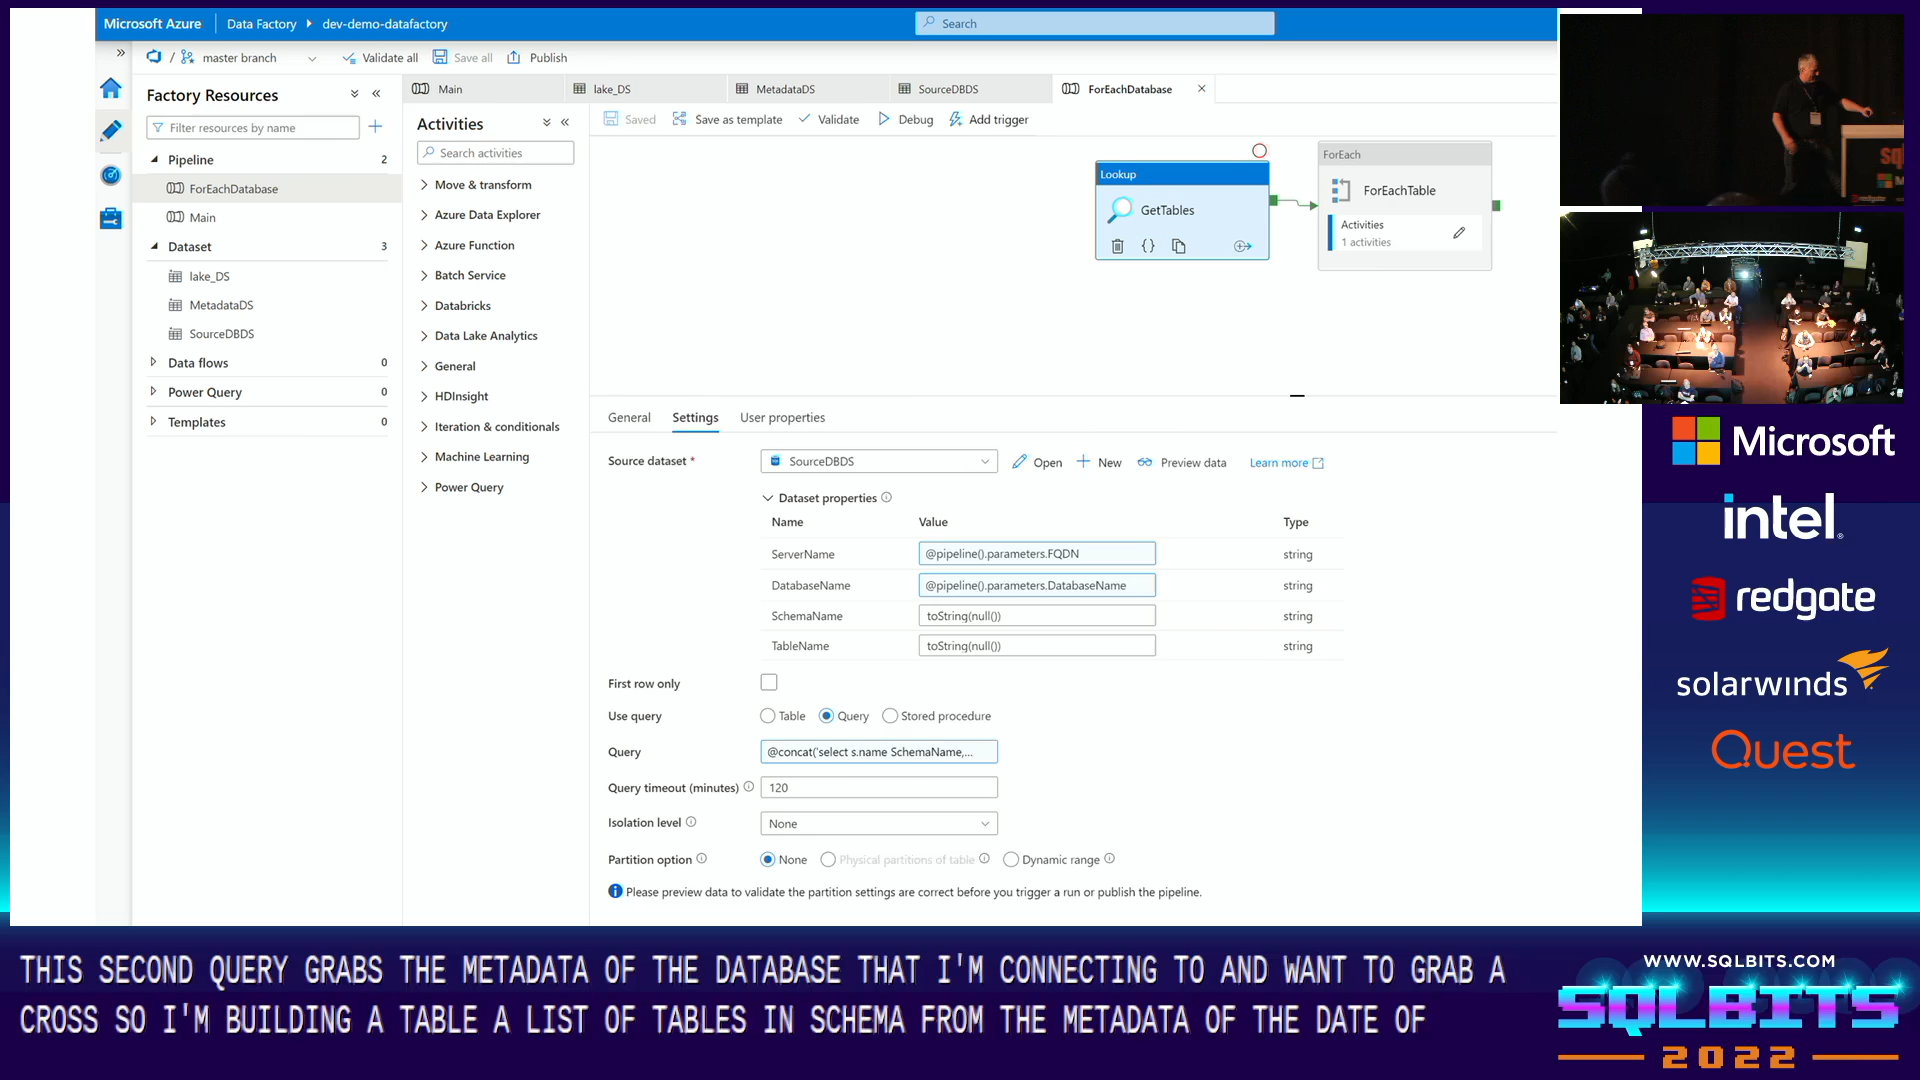 Microsoft Azure
Data Factory
dev-demo-datafactory
Search
/
master branch
Validate all
Save all
Publish
Factory Resources
Filter resources by name
Pipeline 2
ForEachDatabase
Main
Dataset 3
lake_DS
MetadataDS
SourceDBDS
Data flows 0
Power Query 0
Templates 0
Main
lake_DS
MetadataDS
SourceDBDS
ForEachDatabase
Activities
Search activities
Move & transform
Azure Data Explorer
Azure Function
Batch Service
Databricks
Data Lake Analytics
General
HDInsight
Iteration & conditionals
Machine Learning
Power Query
Saved
Save as template
Validate
Debug
Add trigger
Lookup
GetTables
{}
ForEach
ForEachTable
Activities
1 activities
General
Settings
User properties
Source dataset *
SourceDBDS
Open
New
Preview data
Learn more
Dataset properties
Name Value Type
ServerName @pipeline().parameters.FQDN string
DatabaseName @pipeline().parameters.DatabaseName string
SchemaName toString(null()) string
TableName toString(null()) string
First row only
Use query Table Query Stored procedure
Query @concat('select s.name SchemaName,...
Query timeout (minutes) 120
Isolation level None
Partition option None Physical partitions of table Dynamic range
Please preview data to validate the partition settings are correct before you trigger a run or publish the pipeline.
Microsoft
intel.
redgate
solarwinds
Quest
THIS SECOND QUERY GRABS THE METADATA OF THE DATABASE THAT I'M CONNECTING TO AND WANT TO GRAB A
CROSS SO I'M BUILDING A TABLE A LIST OF TABLES IN SCHEMA FROM THE METADATA OF THE DATE OF
WWW.SQLBITS.COM
SQLBITS
2022